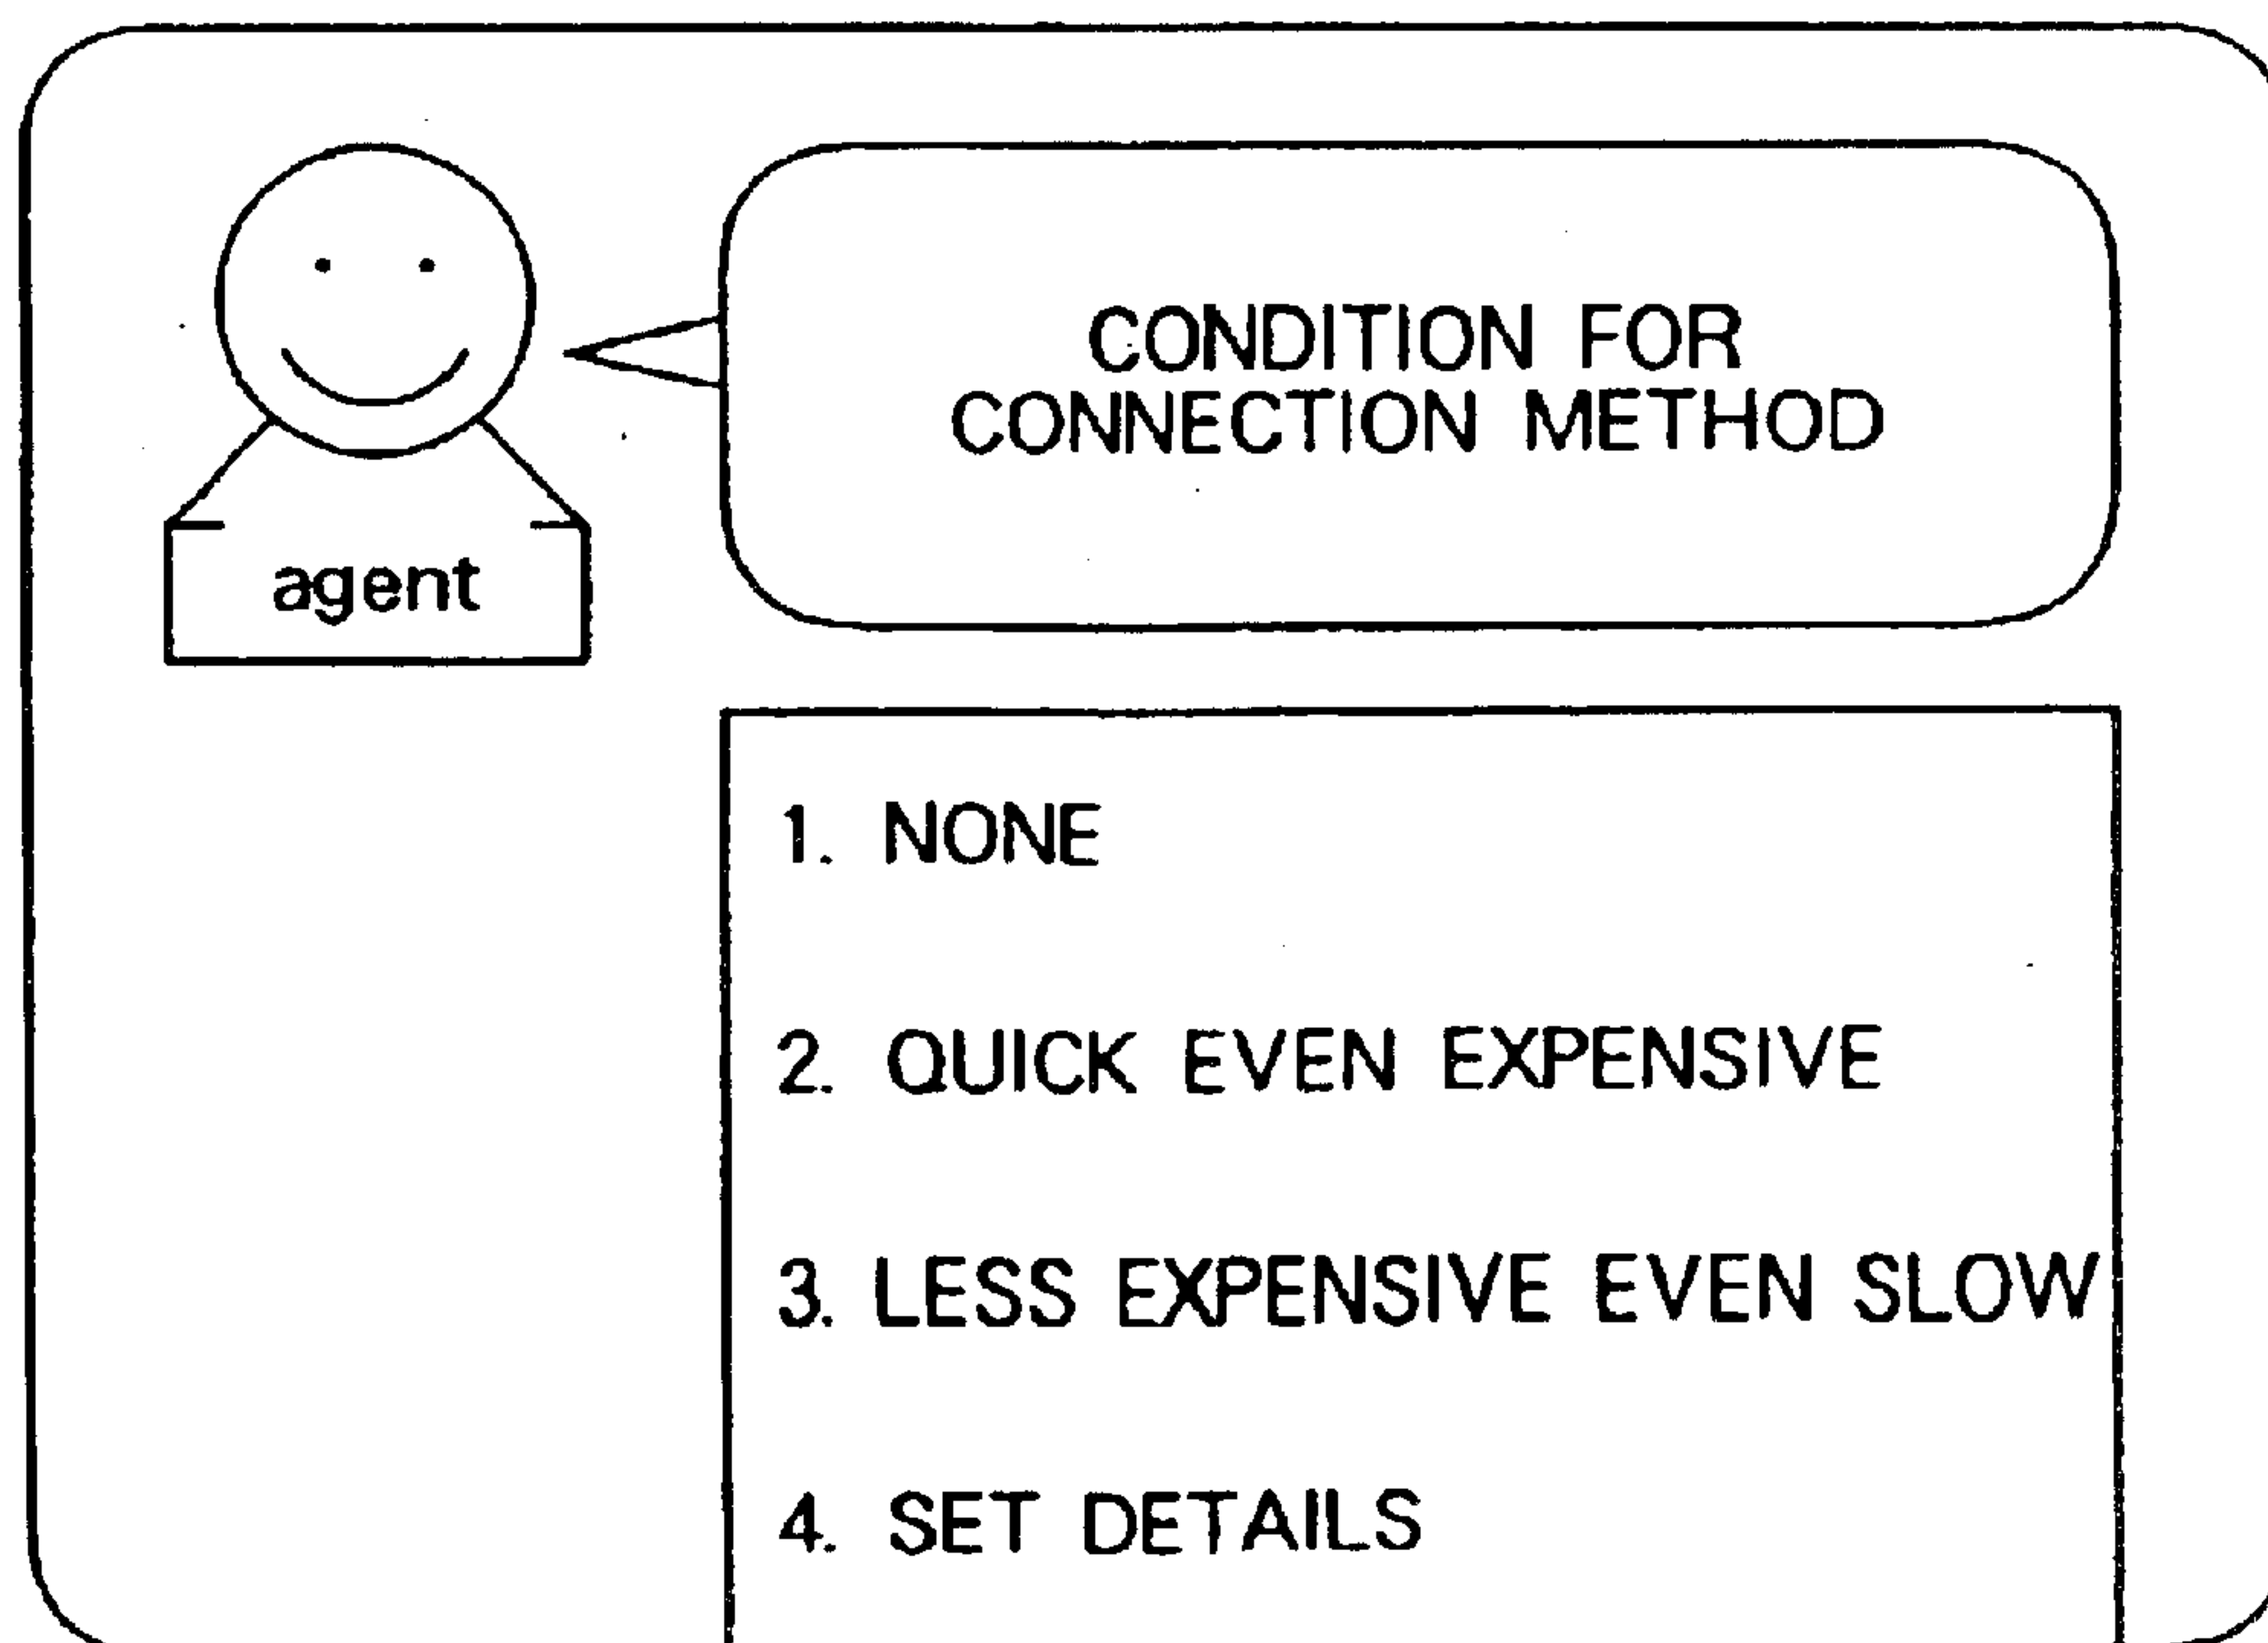 CONDITION FOR
CONNECTION METHOD
agent
1. NONE
2. QUICK EVEN EXPENSIVE
3. LESS EXPENSIVE EVEN SLOW
4. SET DETAILS